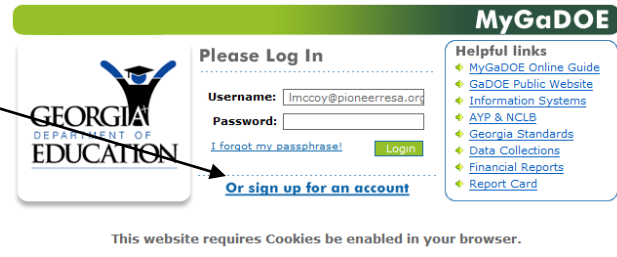 MyGaDOE
GEORGIA
DEPARTMENT OF
EDUCATION
Please Log In
Username: lmccoy@pioneerresa.org
Password:
I forgot my passphrase! Login
Or sign up for an account
Helpful links
MyGaDOE Online Guide
GaDOE Public Website
Information Systems
AYP & NCLB
Georgia Standards
Data Collections
Financial Reports
Report Card
This website requires Cookies be enabled in your browser.